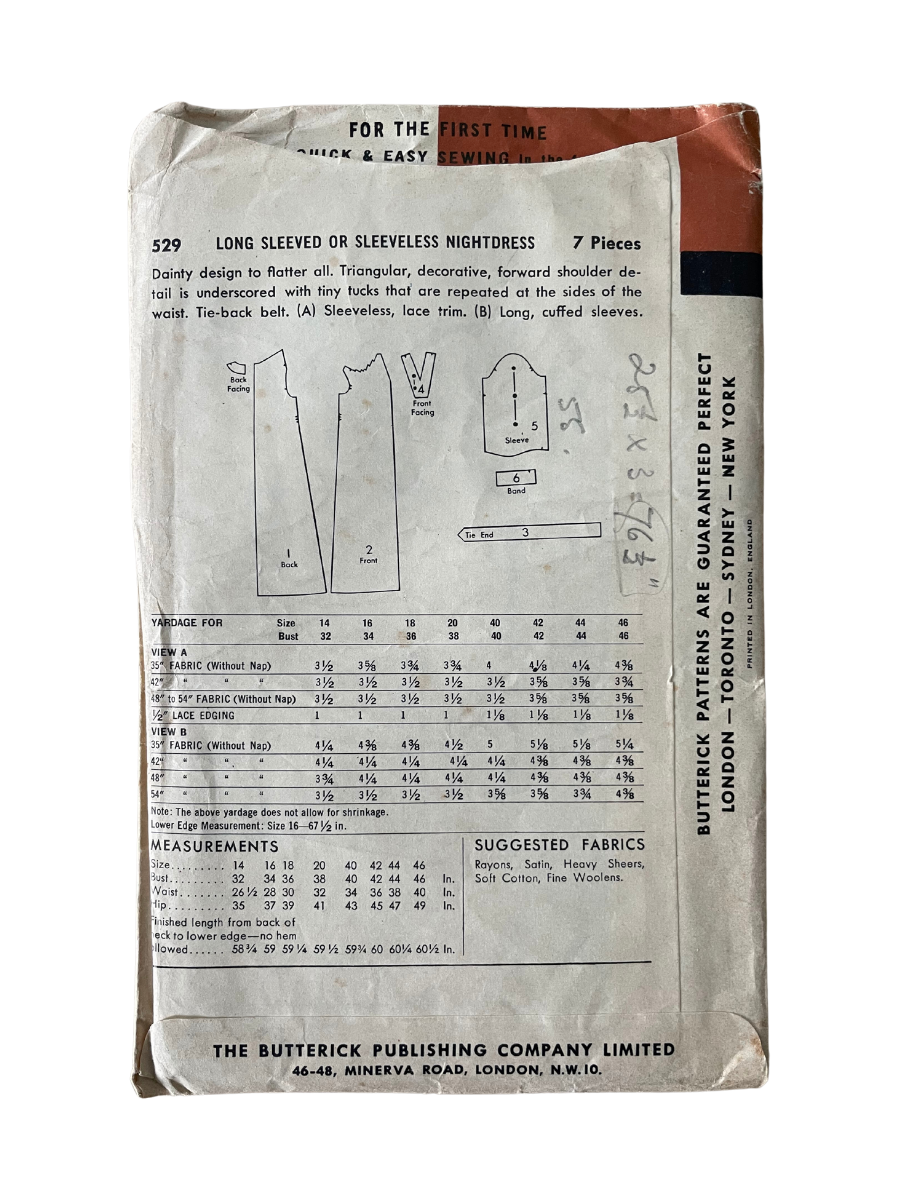 FOR THE FIRST TIME
QUICK & EASY SEWING in the
529 LONG SLEEVED OR SLEEVELESS NIGHTDRESS 7 Pieces
Dainty design to flatter all. Triangular, decorative, forward shoulder de-
tail is underscored with tiny tucks that are repeated at the sides of the
waist. Tie-back belt. (A) Sleeveless, lace trim. (B) Long, cuffed sleeves.
Back
Facing
4
Front
Facing
5
Sleeve
6
Band
Tie End 3
1
Back
2
Front
YARDAGE FOR Size 14 16 18 20 40 42 44 46
Bust 32 34 36 38 40 42 44 46
VIEW A
35" FABRIC (Without Nap) 3½ 3⅝ 3¾ 3¾ 4 4⅛ 4¼ 4⅜
42" " " " 3½ 3½ 3½ 3½ 3½ 3⅝ 3⅝ 3¾
48" to 54" FABRIC (Without Nap) 3½ 3½ 3½ 3½ 3½ 3⅝ 3⅝ 3⅝
½" LACE EDGING 1 1 1 1 1⅛ 1⅛ 1⅛ 1⅛
VIEW B
35" FABRIC (Without Nap) 4¼ 4⅜ 4⅜ 4½ 5 5⅛ 5⅛ 5¼
42" " " " 4¼ 4¼ 4¼ 4¼ 4¼ 4⅜ 4⅜ 4⅜
48" " " " 3¾ 4¼ 4¼ 4¼ 4¼ 4⅜ 4⅜ 4⅜
54" " " " 3½ 3½ 3½ 3½ 3⅝ 3⅝ 3¾ 4⅜
Note: The above yardage does not allow for shrinkage.
Lower Edge Measurement: Size 16—67½ in.
MEASUREMENTS
Size......... 14 16 18 20 40 42 44 46
Bust......... 32 34 36 38 40 42 44 46 In.
Waist....... 26½ 28 30 32 34 36 38 40 In.
Hip......... 35 37 39 41 43 45 47 49 In.
Finished length from back of
eck to lower edge—no hem
llowed...... 58¾ 59 59¼ 59½ 59¾ 60 60¼ 60½ In.
SUGGESTED FABRICS
Rayons, Satin, Heavy Sheers,
Soft Cotton, Fine Woolens.
THE BUTTERICK PUBLISHING COMPANY LIMITED
46-48, MINERVA ROAD, LONDON, N.W.10.
BUTTERICK PATTERNS ARE GUARANTEED PERFECT
LONDON — TORONTO — SYDNEY — NEW YORK
PRINTED IN LONDON, ENGLAND